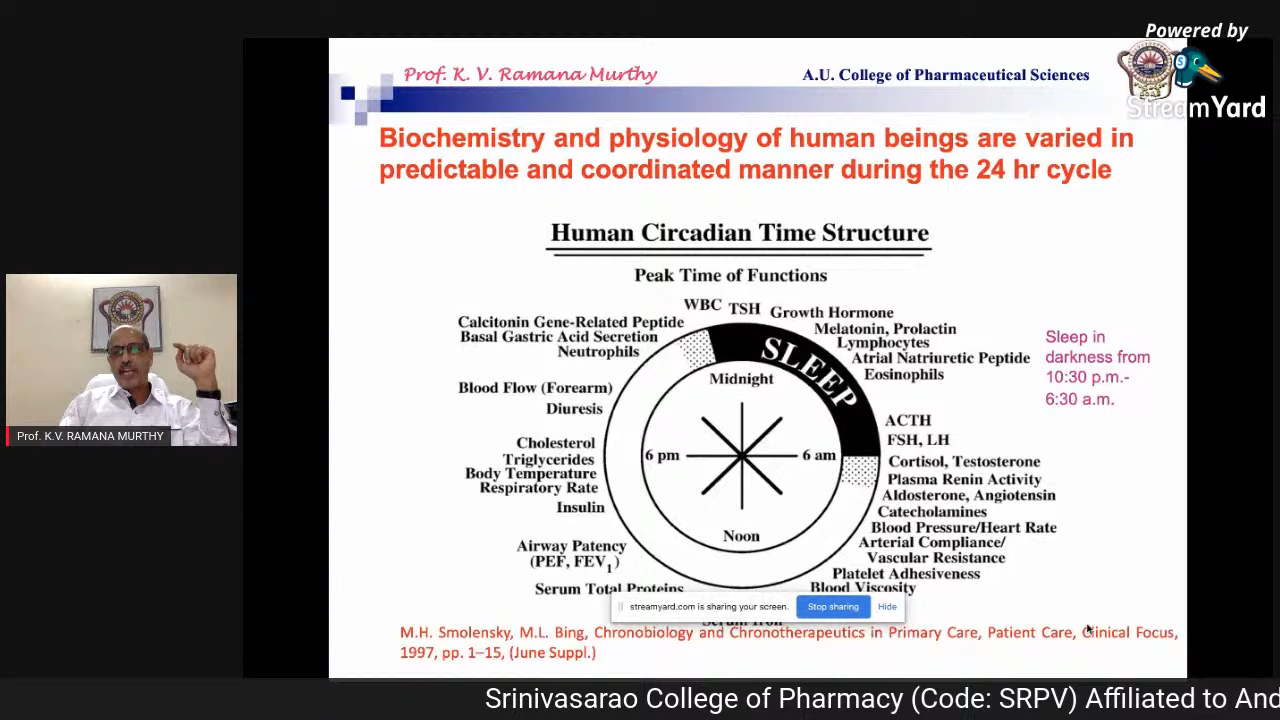 Powered by
StreamYard
Prof. K. V. Ramana Murthy
A.U. College of Pharmaceutical Sciences
Biochemistry and physiology of human beings are varied in
predictable and coordinated manner during the 24 hr cycle
Human Circadian Time Structure
Peak Time of Functions
WBC
TSH
Growth Hormone
Melatonin, Prolactin
Lymphocytes
Atrial Natriuretic Peptide
Eosinophils
Calcitonin Gene-Related Peptide
Basal Gastric Acid Secretion
Neutrophils
Blood Flow (Forearm)
Diuresis
Cholesterol
Triglycerides
Body Temperature
Respiratory Rate
Insulin
Airway Patency
(PEF, FEV1)
Serum Total Proteins
SLEEP
Midnight
6 pm
6 am
Noon
Sleep in
darkness from
10:30 p.m.-
6:30 a.m.
ACTH
FSH, LH
Cortisol, Testosterone
Plasma Renin Activity
Aldosterone, Angiotensin
Catecholamines
Blood Pressure/Heart Rate
Arterial Compliance/
Vascular Resistance
Platelet Adhesiveness
Blood Viscosity
streamyard.com is sharing your screen.
Stop sharing
Hide
Serum Iron
M.H. Smolensky, M.L. Bing, Chronobiology and Chronotherapeutics in Primary Care, Patient Care, Clinical Focus,
1997, pp. 1–15, (June Suppl.)
Prof. K.V. RAMANA MURTHY
Srinivasarao College of Pharmacy (Code: SRPV) Affiliated to And